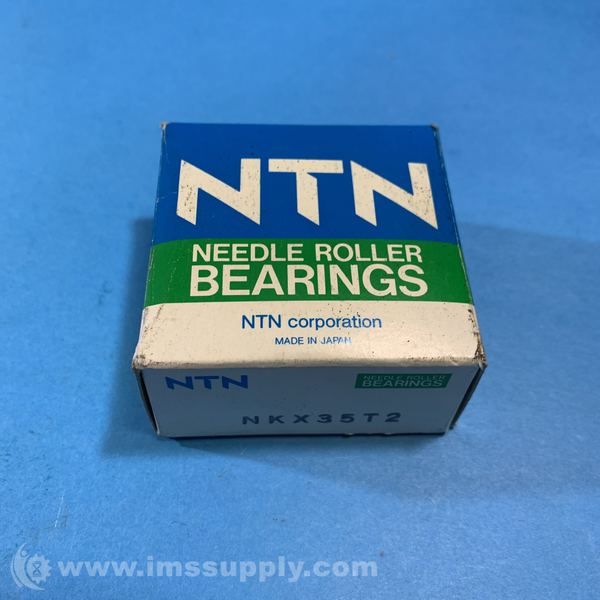 NTN
NEEDLE ROLLER
BEARINGS
NTN corporation
MADE IN JAPAN
NTN
NEEDLE ROLLER
BEARINGS
NKX35T2
www.imssupply.com